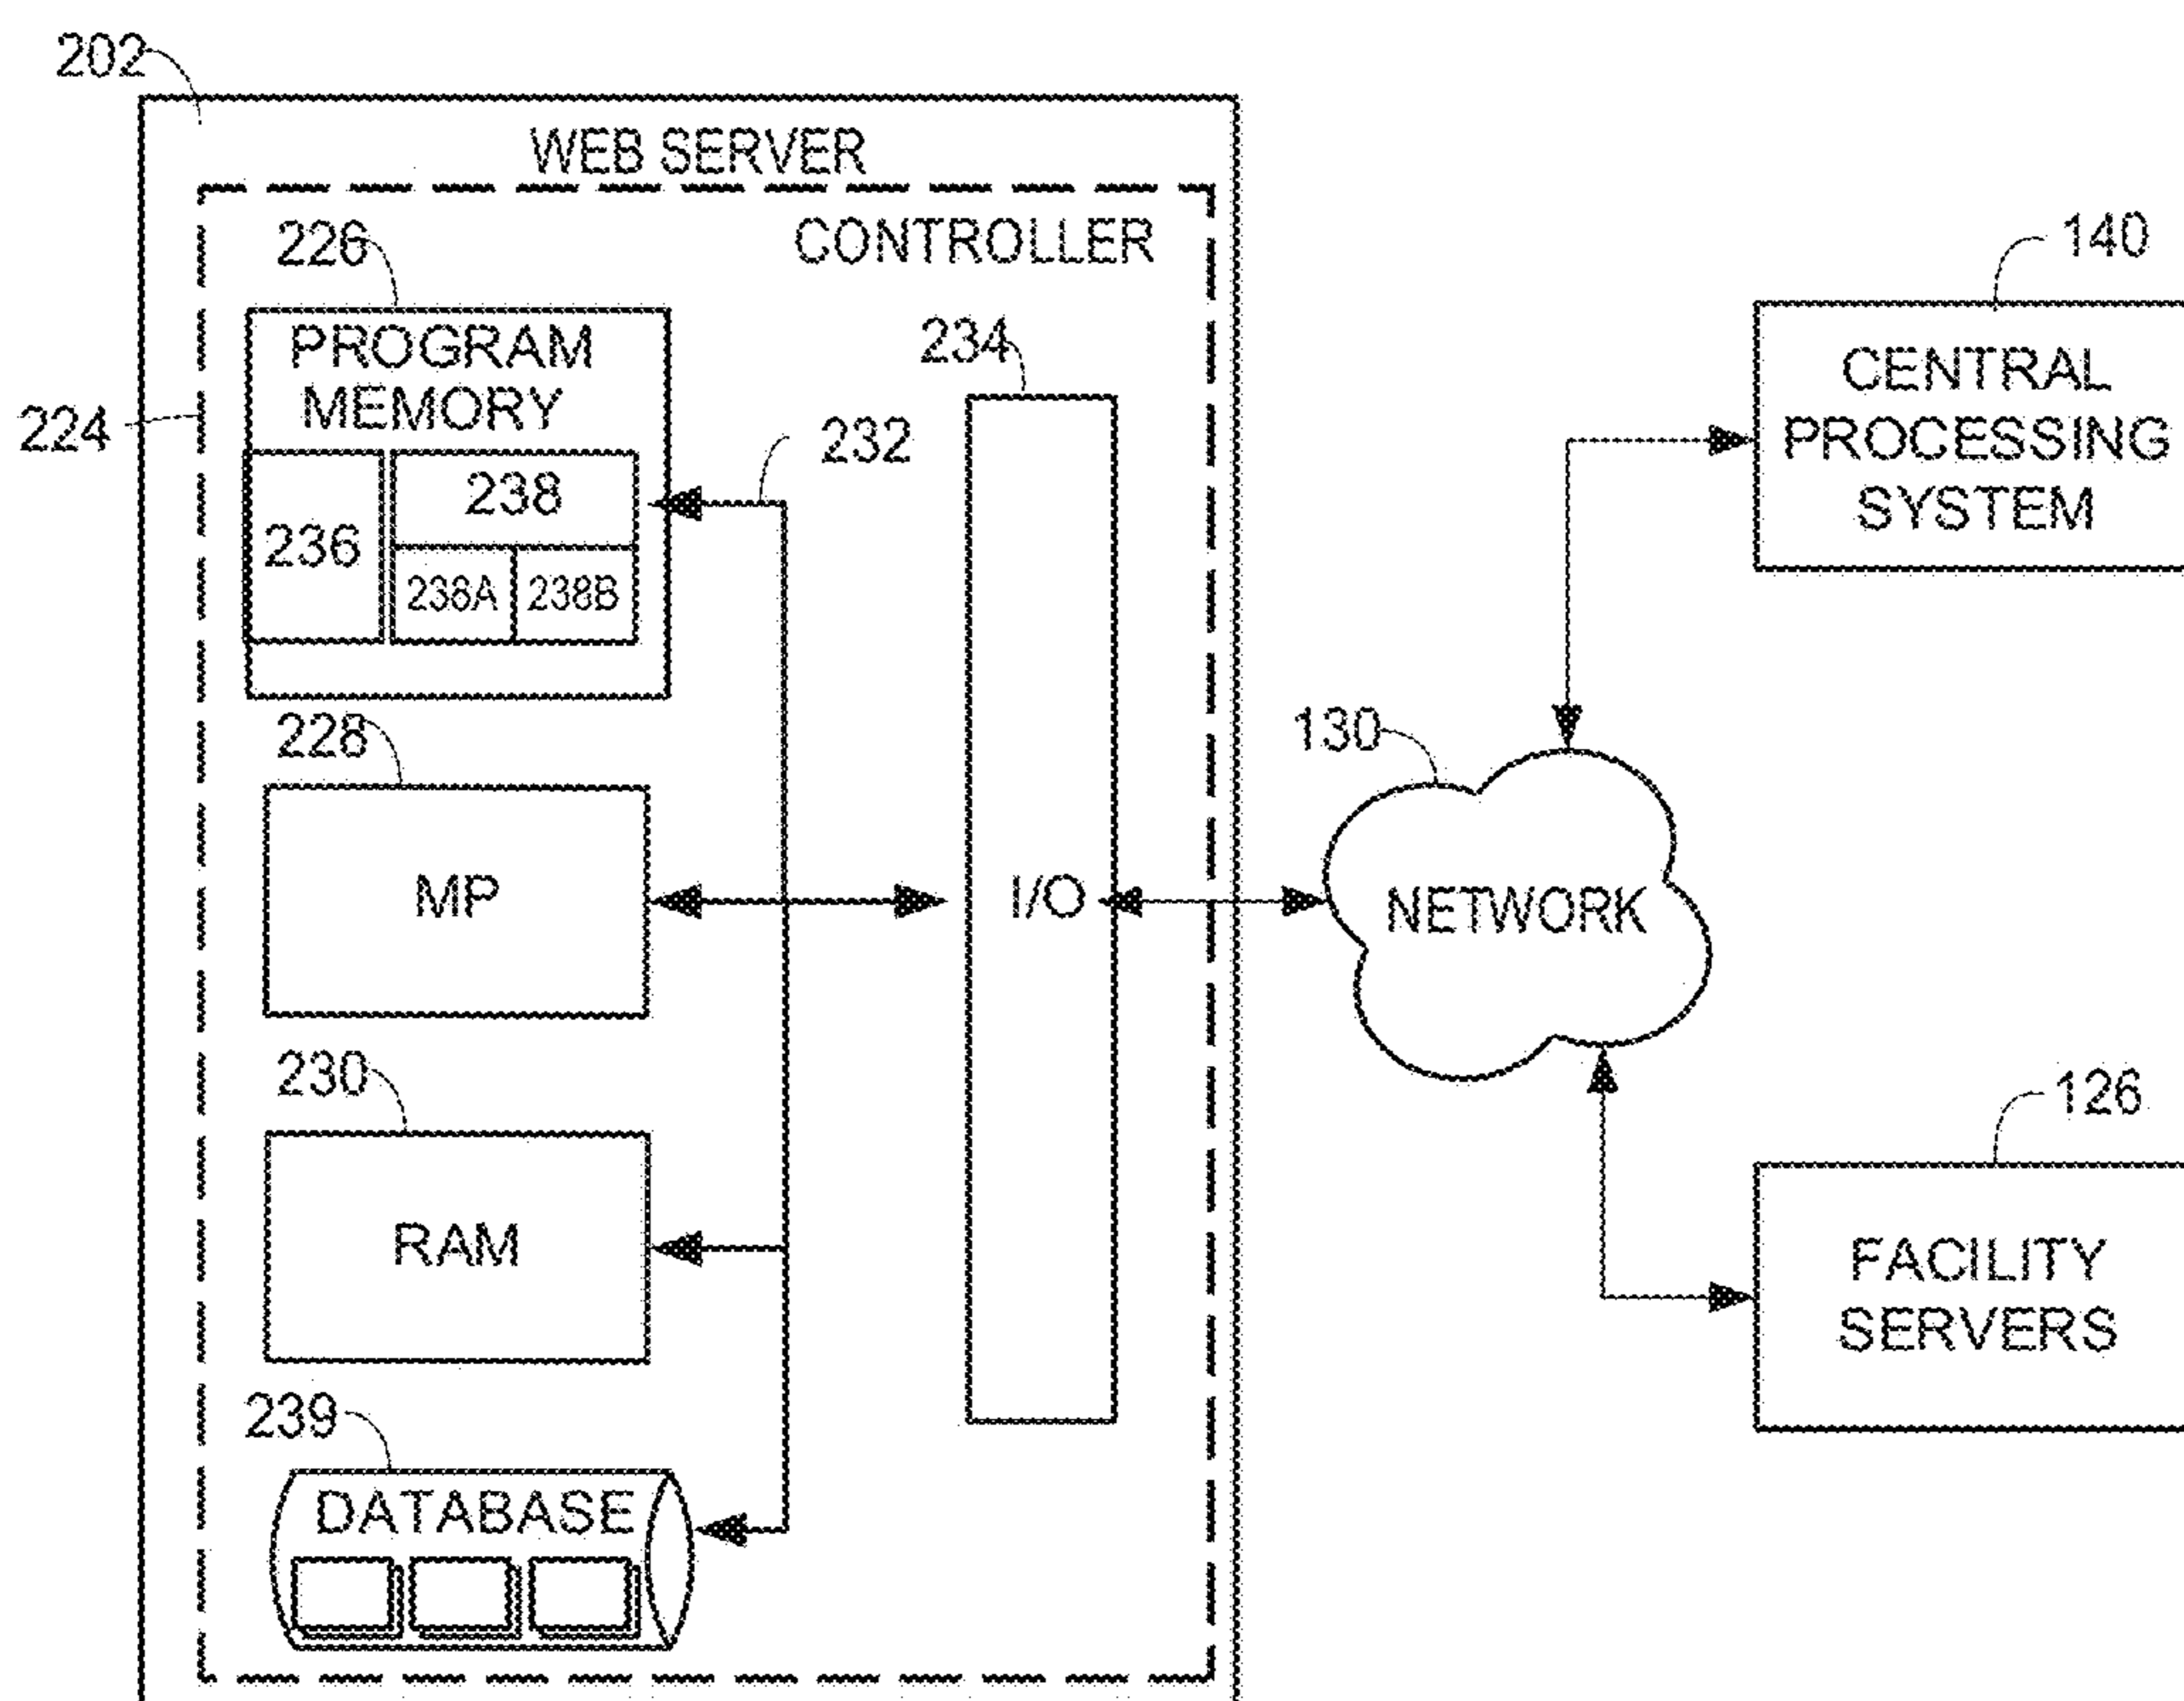 202
WEB SERVER
CONTROLLER
226
PROGRAM
MEMORY
224
236
238
238A
238B
232
234
I/O
228
MP
230
RAM
239
DATABASE
130
NETWORK
140
CENTRAL
PROCESSING
SYSTEM
126
FACILITY
SERVERS